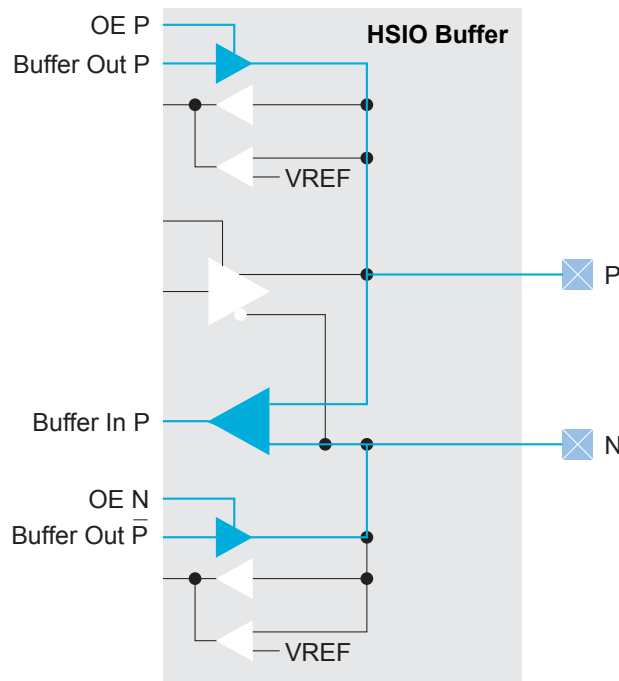 OE P
HSIO Buffer
Buffer Out P
VREF
P
Buffer In P
N
OE N
Buffer Out P̅
VREF